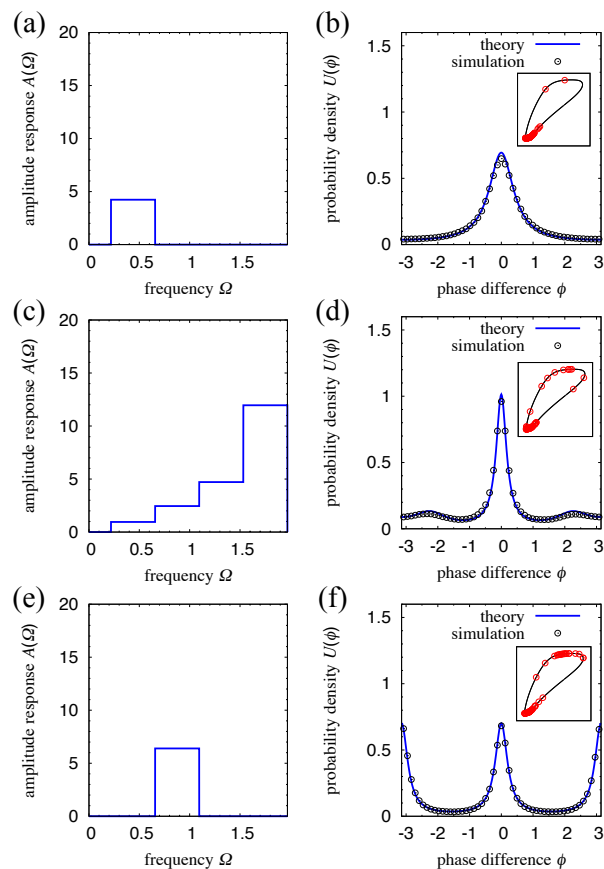 (a)
amplitude response A(Ω)
20
15
10
5
0
0 0.5 1 1.5
frequency Ω
(b)
probability density U(ϕ)
1.5
1
0.5
0
theory
simulation
-3 -2 -1 0 1 2 3
phase difference ϕ
(c)
amplitude response A(Ω)
20
15
10
5
0
0 0.5 1 1.5
frequency Ω
(d)
probability density U(ϕ)
1.5
1
0.5
0
theory
simulation
-3 -2 -1 0 1 2 3
phase difference ϕ
(e)
amplitude response A(Ω)
20
15
10
5
0
0 0.5 1 1.5
frequency Ω
(f)
probability density U(ϕ)
1.5
1
0.5
0
theory
simulation
-3 -2 -1 0 1 2 3
phase difference ϕ